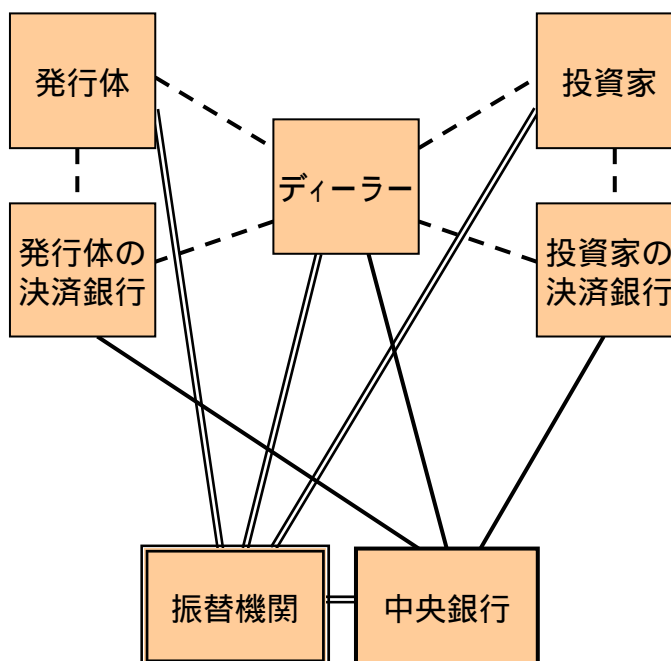 発行体
投資家
ディーラー
発行体の
決済銀行
投資家の
決済銀行
振替機関
中央銀行